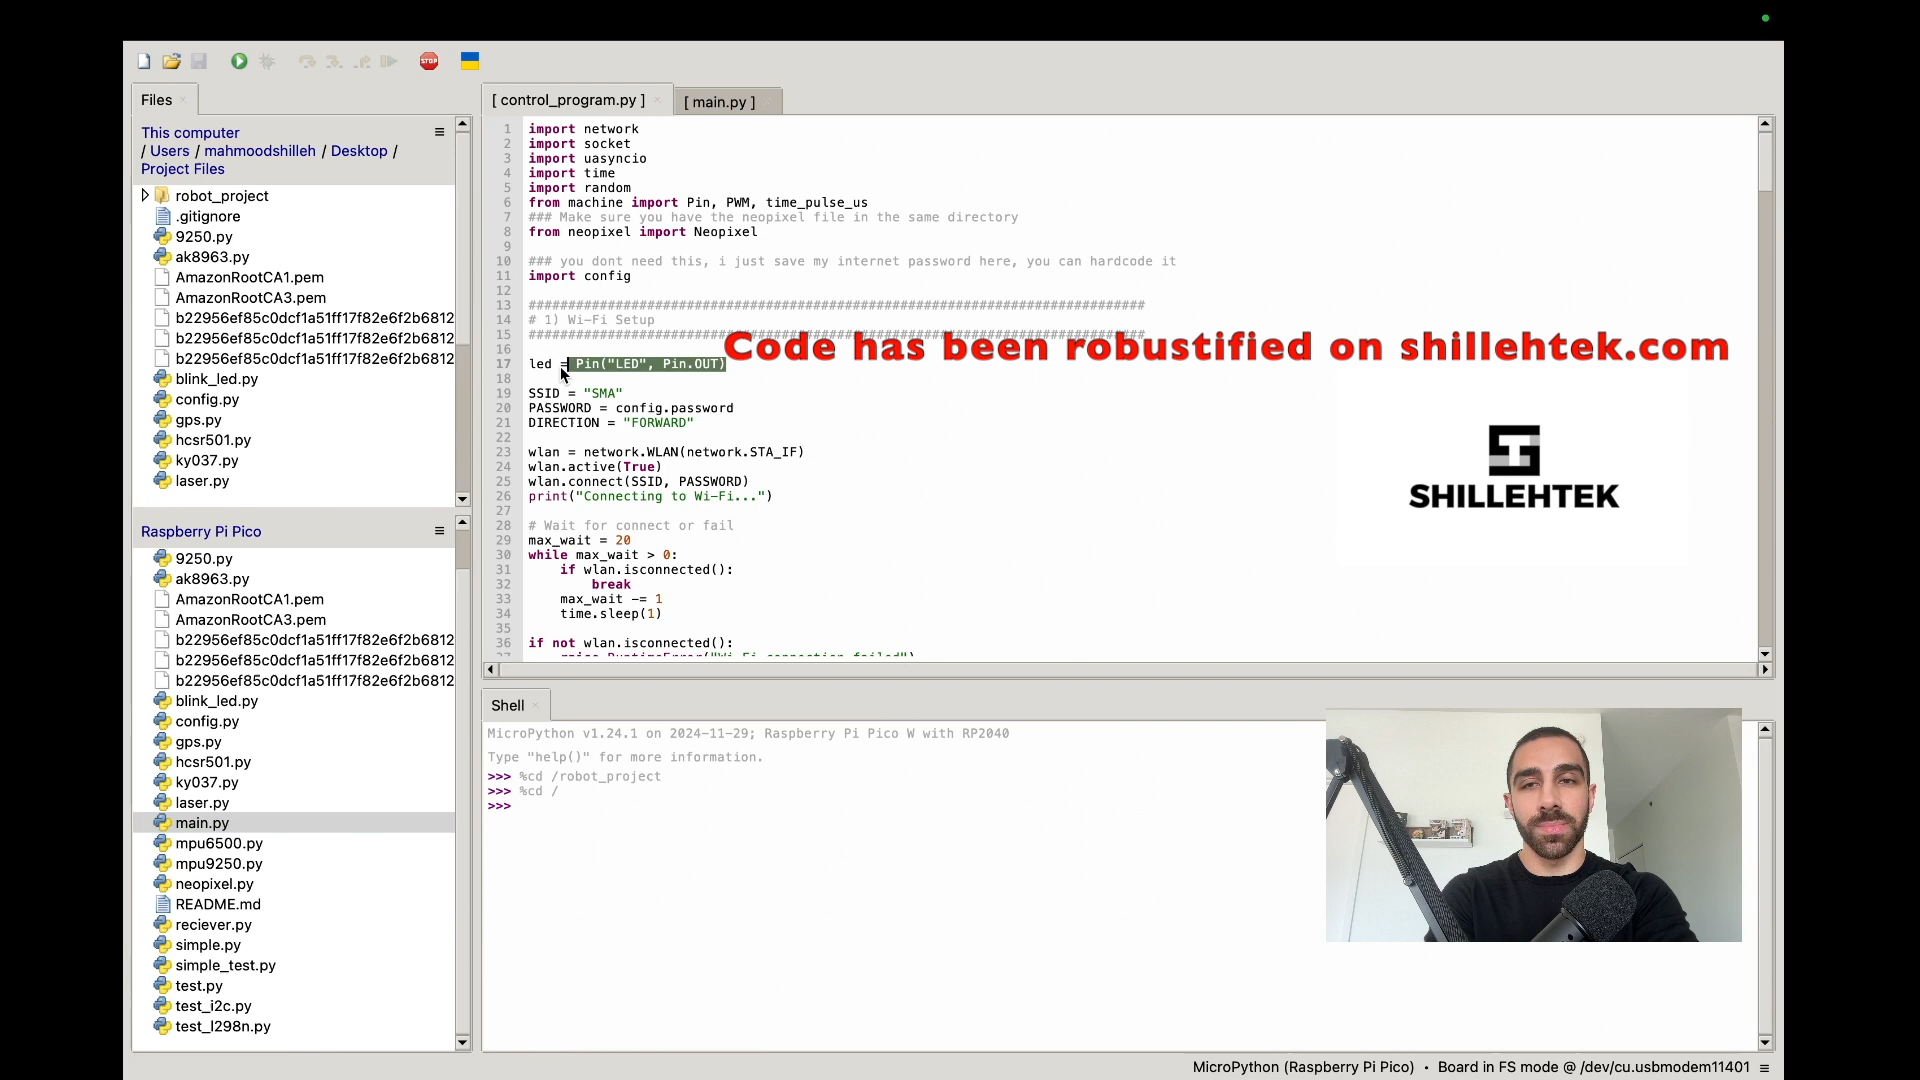 STOP
Files
[ control_program.py ]
[ main.py ]
This computer
/ Users / mahmoodshilleh / Desktop /
Project Files
robot_project
.gitignore
9250.py
ak8963.py
AmazonRootCA1.pem
AmazonRootCA3.pem
b22956ef85c0dcf1a51ff17f82e6f2b6812
b22956ef85c0dcf1a51ff17f82e6f2b6812
b22956ef85c0dcf1a51ff17f82e6f2b6812
blink_led.py
config.py
gps.py
hcsr501.py
ky037.py
laser.py
Raspberry Pi Pico
9250.py
ak8963.py
AmazonRootCA1.pem
AmazonRootCA3.pem
b22956ef85c0dcf1a51ff17f82e6f2b6812
b22956ef85c0dcf1a51ff17f82e6f2b6812
b22956ef85c0dcf1a51ff17f82e6f2b6812
blink_led.py
config.py
gps.py
hcsr501.py
ky037.py
laser.py
main.py
mpu6500.py
mpu9250.py
neopixel.py
README.md
reciever.py
simple.py
simple_test.py
test.py
test_i2c.py
test_l298n.py
1 import network
2 import socket
3 import uasyncio
4 import time
5 import random
6 from machine import Pin, PWM, time_pulse_us
7 ### Make sure you have the neopixel file in the same directory
8 from neopixel import Neopixel
9
10 ### you dont need this, i just save my internet password here, you can hardcode it
11 import config
12
13 ##############################################################################
14 # 1) Wi-Fi Setup
15 ##############################################################################
16
17 led = Pin("LED", Pin.OUT)
18
19 SSID = "SMA"
20 PASSWORD = config.password
21 DIRECTION = "FORWARD"
22
23 wlan = network.WLAN(network.STA_IF)
24 wlan.active(True)
25 wlan.connect(SSID, PASSWORD)
26 print("Connecting to Wi-Fi...")
27
28 # Wait for connect or fail
29 max_wait = 20
30 while max_wait > 0:
31 if wlan.isconnected():
32 break
33 max_wait -= 1
34 time.sleep(1)
35
36 if not wlan.isconnected():
37 raise RuntimeError("Wi-Fi connection failed")
Code has been robustified on shillehtek.com
SHILLEHTEK
Shell
MicroPython v1.24.1 on 2024-11-29; Raspberry Pi Pico W with RP2040
Type "help()" for more information.
>>> %cd /robot_project
>>> %cd /
>>>
MicroPython (Raspberry Pi Pico) • Board in FS mode @ /dev/cu.usbmodem11401